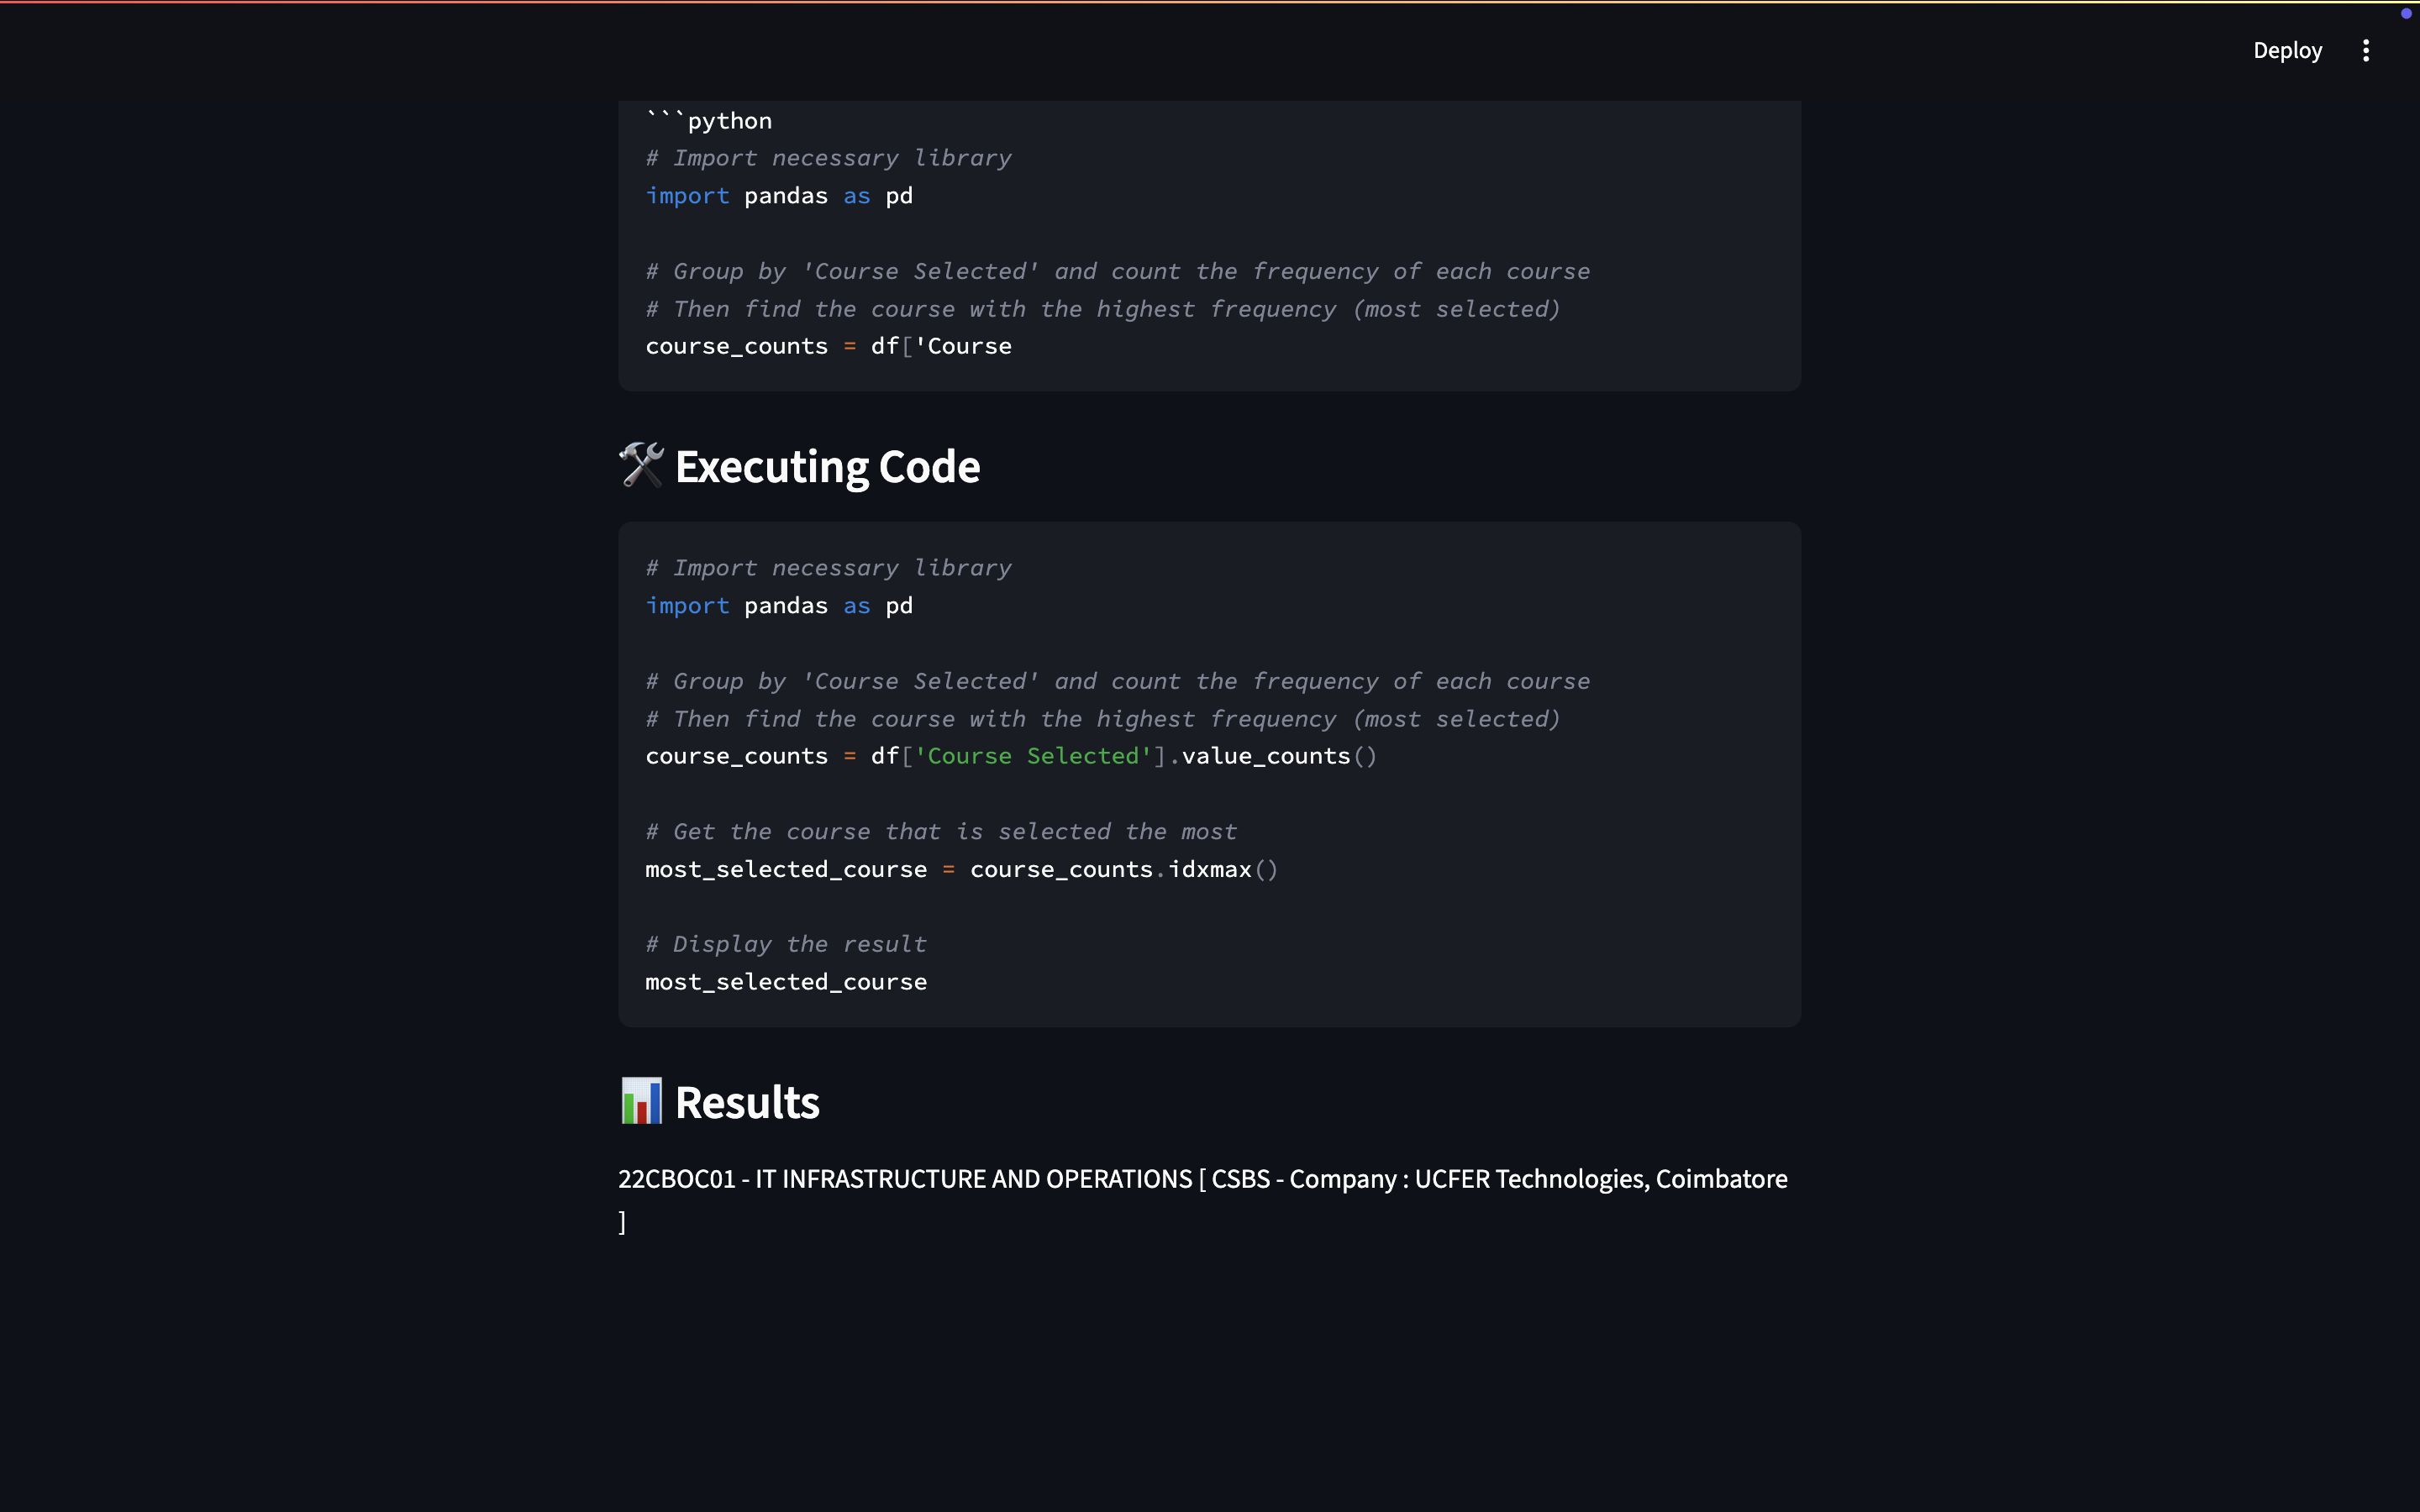 Deploy
```python
# Import necessary library
import pandas as pd
# Group by 'Course Selected' and count the frequency of each course
# Then find the course with the highest frequency (most selected)
course_counts = df['Course
Executing Code
# Import necessary library
import pandas as pd
# Group by 'Course Selected' and count the frequency of each course
# Then find the course with the highest frequency (most selected)
course_counts = df['Course Selected'].value_counts()
# Get the course that is selected the most
most_selected_course = course_counts.idxmax()
# Display the result
most_selected_course
Results
22CBOC01 - IT INFRASTRUCTURE AND OPERATIONS [ CSBS - Company : UCFER Technologies, Coimbatore
]